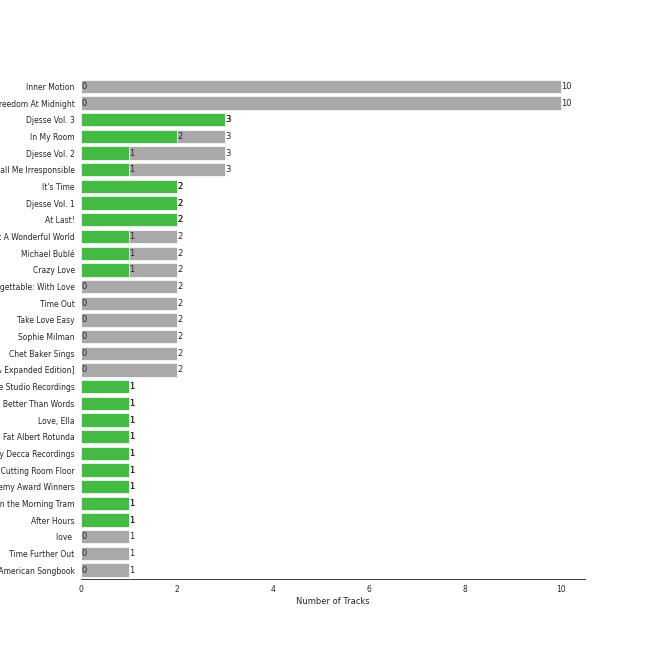 Inner Motion 0 10
reedom At Midnight 0 10
Djesse Vol. 3 3 3
In My Room 2 3
Djesse Vol. 2 1 3
all Me Irresponsible 1 3
It's Time 2 2
Djesse Vol. 1 2 2
At Last! 2 2
t A Wonderful World 1 2
Michael Bublé 1 2
Crazy Love 1 2
gettable: With Love 0 2
Time Out 0 2
Take Love Easy 0 2
Sophie Milman 0 2
Chet Baker Sings 0 2
Expanded Edition] 0 2
e Studio Recordings 1 1
Better Than Words 1 1
Love, Ella 1 1
Fat Albert Rotunda 1 1
y Decca Recordings 1 1
Cutting Room Floor 1 1
emy Award Winners 1 1
n the Morning Tram 1 1
After Hours 1 1
love 0 1
Time Further Out 0 1
American Songbook 0 1
0 2 4 6 8 10
Number of Tracks